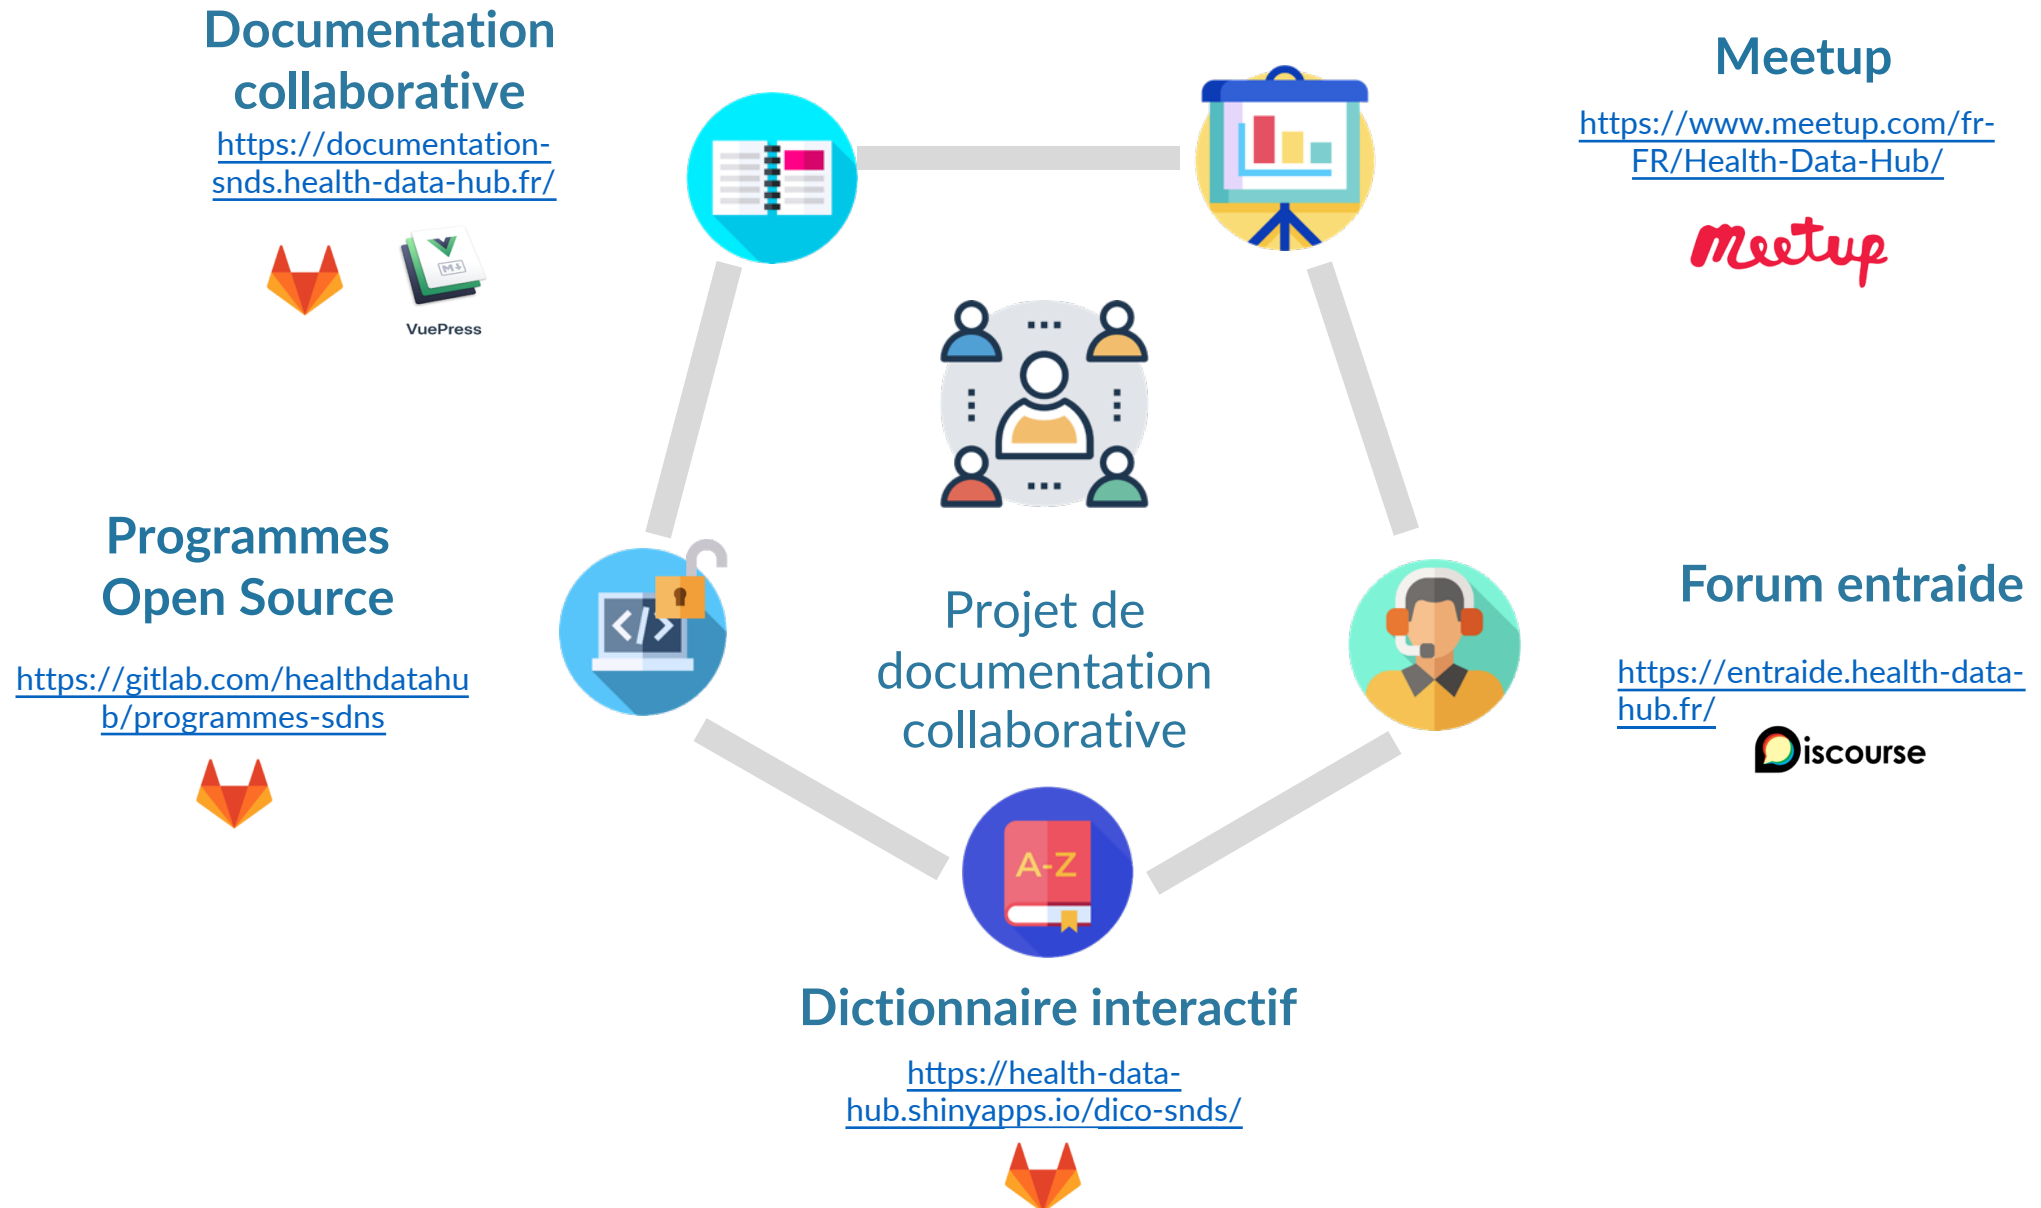 Documentation
collaborative
https://documentation-
snds.health-data-hub.fr/
M
VuePress
Meetup
https://www.meetup.com/fr-
FR/Health-Data-Hub/
Meetup
Programmes
Open Source
https://gitlab.com/healthdatahu
b/programmes-sdns
</>
Projet de
documentation
collaborative
Forum entraide
https://entraide.health-data-
hub.fr/
Discourse
A-Z
Dictionnaire interactif
https://health-data-
hub.shinyapps.io/dico-snds/